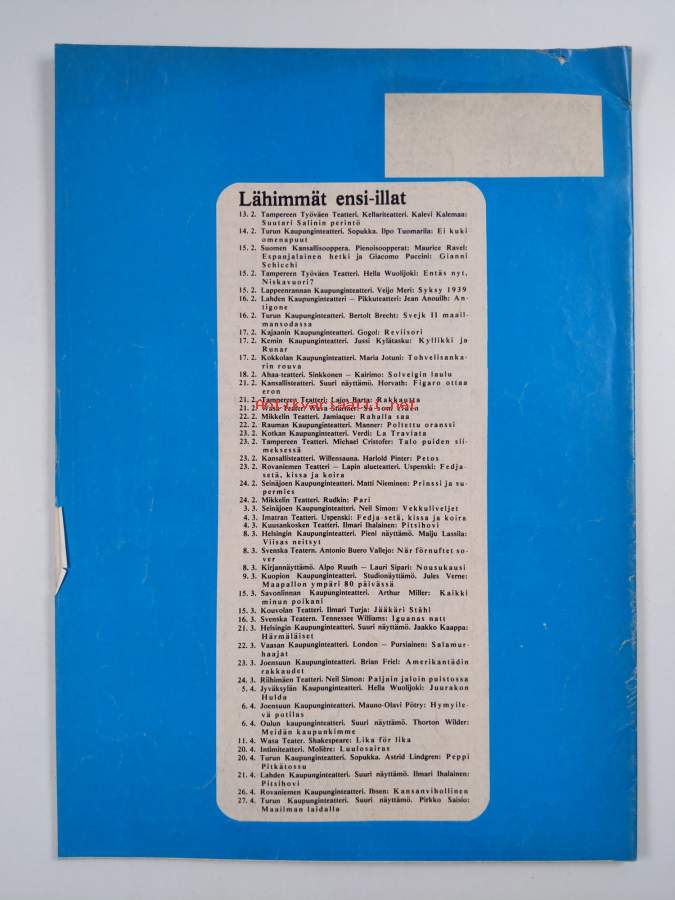 Lähimmät ensi-illat
13. 2. Tampereen Työväen Teatteri. Kellariteatteri. Kalevi Kalemaa:
Suutari Salinin perintö
14. 2. Turun Kaupunginteatteri. Sopukka. Ilpo Tuomarila: Ei kuki
omenapuut
15. 2. Suomen Kansallisooppera. Pienoisoopperat: Maurice Ravel:
Espanjalainen hetki ja Giacomo Puccini: Gianni
Schicchi
15. 2. Tampereen Työväen Teatteri. Hella Wuolijoki: Entäs nyt,
Niskavuori?
15. 2. Lappeenrannan Kaupunginteatteri. Veijo Meri: Syksy 1939
16. 2. Lahden Kaupunginteatteri – Pikkuteatteri: Jean Anouilh: An-
tigone
16. 2. Turun Kaupunginteatteri. Bertolt Brecht: Svejk II maail-
mansodassa
17. 2. Kajaanin Kaupunginteatteri. Gogol: Reviisori
17. 2. Kemin Kaupunginteatteri. Jussi Kylätasku: Kyllikki ja
Runar
17. 2. Kokkolan Kaupunginteatteri. Maria Jotuni: Tohvelisanka-
rin rouva
18. 2. Ahaa-teatteri. Sinkkonen – Kairimo: Solveigin laulu
21. 2. Kansallisteatteri. Suuri näyttämö. Horvath: Figaro ottaa
eron
21. 2. Tampereen Teatteri: Lajos Barta: Rakkautta
21. 2. Wasa Teater.
22. 2. Mikkelin Teatteri. Jamiaque: Rahalla saa
22. 2. Rauman Kaupunginteatteri. Manner: Poltettu oranssi
23. 2. Kotkan Kaupunginteatteri. Verdi: La Traviata
23. 2. Tampereen Teatteri. Michael Cristofer: Talo puiden sii-
meksessä
23. 2. Kansallisteatteri. Willensauna. Harlold Pinter: Petos
23. 2. Rovaniemen Teatteri – Lapin alueteatteri. Uspenski: Fedja-
setä, kissa ja koira
24. 2. Seinäjoen Kaupunginteatteri. Matti Nieminen: Prinssi ja su-
permies
24. 2. Mikkelin Teatteri. Rudkin: Pari
3. 3. Seinäjoen Kaupunginteatteri. Neil Simon: Vekkuliveljet
4. 3. Imatran Teatteri. Uspenski: Fedja-setä, kissa ja koira
4. 3. Kuusankosken Teatteri. Ilmari Ihalainen: Pitsihovi
8. 3. Helsingin Kaupunginteatteri. Pieni näyttämö. Maiju Lassila:
Viisas neitsyt
8. 3. Svenska Teatern. Antonio Buero Vallejo: När förnuftet so-
ver
8. 3. Kirjannäyttämö. Alpo Ruuth – Lauri Sipari: Nousukausi
9. 3. Kuopion Kaupunginteatteri. Studionäyttämö. Jules Verne:
Maapallon ympäri 80 päivässä
15. 3. Savonlinnan Kaupunginteatteri. Arthur Miller: Kaikki
minun poikani
15. 3. Kouvolan Teatteri. Ilmari Turja: Jääkäri Ståhl
16. 3. Svenska Teatern. Tennessee Williams: Iguanas natt
21. 3. Helsingin Kaupunginteatteri. Suuri näyttämö. Jaakko Kaappa:
Härmäläiset
22. 3. Vaasan Kaupunginteatteri. London – Pursiainen: Salamur-
haajat
23. 3. Joensuun Kaupunginteatteri. Brian Friel: Amerikantädin
rakkaudet
24. 3. Riihimäen Teatteri. Neil Simon: Paljain jaloin puistossa
5. 4. Jyväksylän Kaupunginteatteri. Hella Wuolijoki: Juurakon
Hulda
6. 4. Joensuun Kaupunginteatteri. Mauno-Olavi Pötry: Hymyile-
vä potilas
6. 4. Oulun kaupunginteatteri. Suuri näyttämö. Thorton Wilder:
Meidän kaupunkimme
11. 4. Wasa Teater. Shakespeare: Lika för lika
20. 4. Intimiteatteri. Molière: Luulosairas
20. 4. Turun Kaupunginteatteri. Sopukka. Astrid Lindgren: Peppi
Pitkätossu
21. 4. Lahden Kaupunginteatteri. Suuri näyttämö. Ilmari Ihalainen:
Pitsihovi
26. 4. Rovaniemen Kaupunginteatteri. Ibsen: Kansanvihollinen
27. 4. Turun Kaupunginteatteri. Suuri näyttämö. Pirkko Saisio:
Maailman laidalla